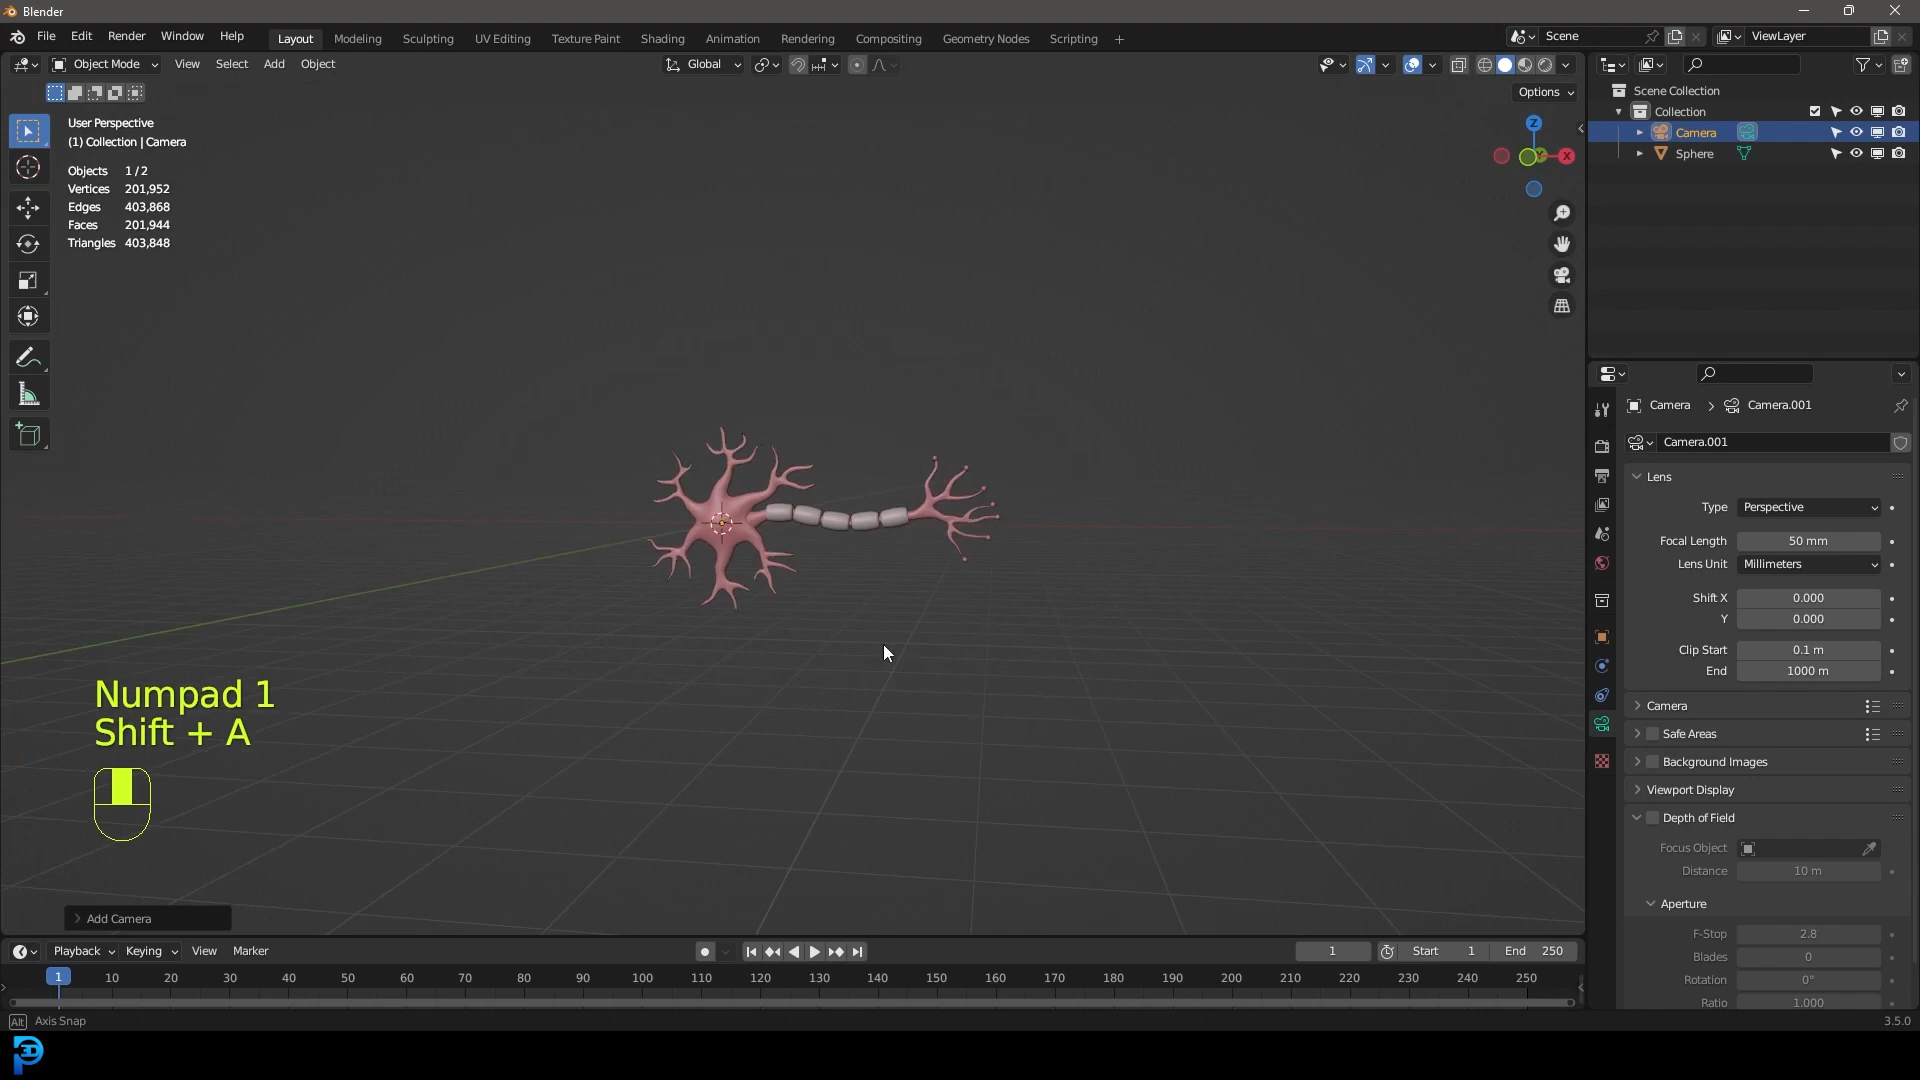 Blender
File Edit Render Window Help Layout Modeling Sculpting UV Editing Texture Paint Shading Animation Rendering Compositing Geometry Nodes Scripting + Scene ViewLayer
Object Mode View Select Add Object Global
Options
User Perspective
(1) Collection | Camera
Objects 1/2
Vertices 201,952
Edges 403,868
Faces 201,944
Triangles 403,848
Z
X
Scene Collection
Collection
Camera
Sphere
Camera > Camera.001
Camera.001
Lens
Type Perspective
Focal Length 50 mm
Lens Unit Millimeters
Shift X 0.000
Y 0.000
Clip Start 0.1 m
End 1000 m
Camera
Safe Areas
Background Images
Viewport Display
Depth of Field
Focus Object
Distance 10 m
Aperture
F-Stop 2.8
Blades 0
Rotation 0°
Ratio 1.000
Numpad 1
Shift + A
Add Camera
Playback Keying View Marker 1 Start 1 End 250
1 10 20 30 40 50 60 70 80 90 100 110 120 130 140 150 160 170 180 190 200 210 220 230 240 250
Alt Axis Snap 3.5.0
P3D